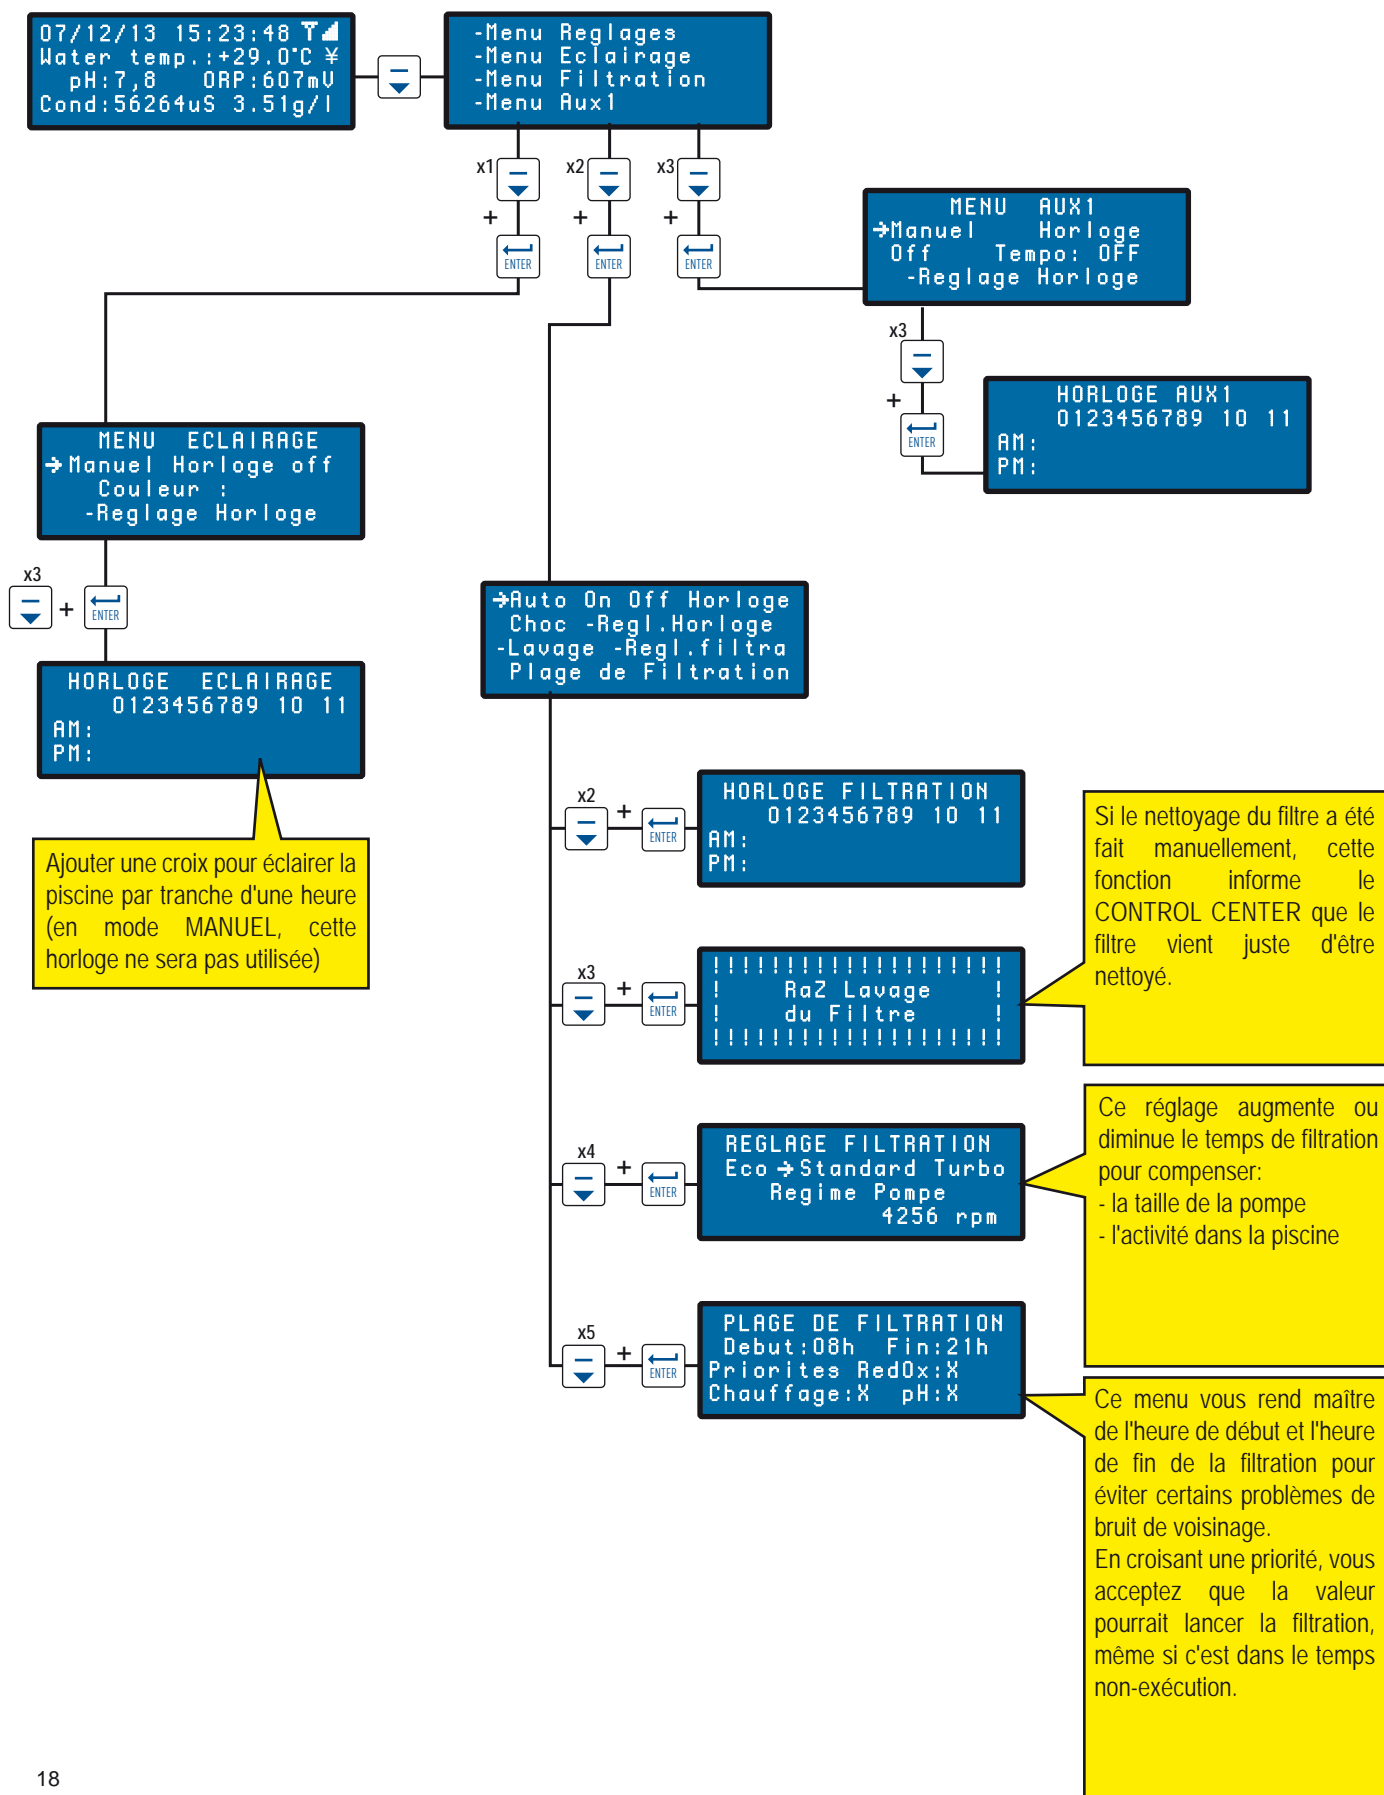 07/12/13 15:23:48
Water temp.:+29.0°C ¥
pH:7,8 ORP:607mV
Cond:56264uS 3.51g/l
-Menu Reglages
-Menu Eclairage
-Menu Filtration
-Menu Aux1
x1
x2
x3
+
+
+
ENTER
ENTER
ENTER
MENU AUX1
→Manuel Horloge
Off Tempo: OFF
-Reglage Horloge
x3
+
ENTER
HORLOGE AUX1
0123456789 10 11
AM:
PM:
MENU ECLAIRAGE
→Manuel Horloge off
Couleur :
-Reglage Horloge
x3
+
ENTER
HORLOGE ECLAIRAGE
0123456789 10 11
AM:
PM:
Ajouter une croix pour éclairer la
piscine par tranche d'une heure
(en mode MANUEL, cette
horloge ne sera pas utilisée)
→Auto On Off Horloge
Choc -Regl.Horloge
-Lavage -Regl.filtra
Plage de Filtration
x2
+
ENTER
HORLOGE FILTRATION
0123456789 10 11
AM:
PM:
x3
+
ENTER
!!!!!!!!!!!!!!!!!!!!
! RaZ Lavage !
! du Filtre !
!!!!!!!!!!!!!!!!!!!!
Si le nettoyage du filtre a été
fait manuellement, cette
fonction informe le
CONTROL CENTER que le
filtre vient juste d'être
nettoyé.
x4
+
ENTER
REGLAGE FILTRATION
Eco →Standard Turbo
Regime Pompe
4256 rpm
Ce réglage augmente ou
diminue le temps de filtration
pour compenser:
- la taille de la pompe
- l'activité dans la piscine
x5
+
ENTER
PLAGE DE FILTRATION
Debut:08h Fin:21h
Priorites RedOx:X
Chauffage:X pH:X
Ce menu vous rend maître
de l'heure de début et l'heure
de fin de la filtration pour
éviter certains problèmes de
bruit de voisinage.
En croisant une priorité, vous
acceptez que la valeur
pourrait lancer la filtration,
même si c'est dans le temps
non-exécution.
18